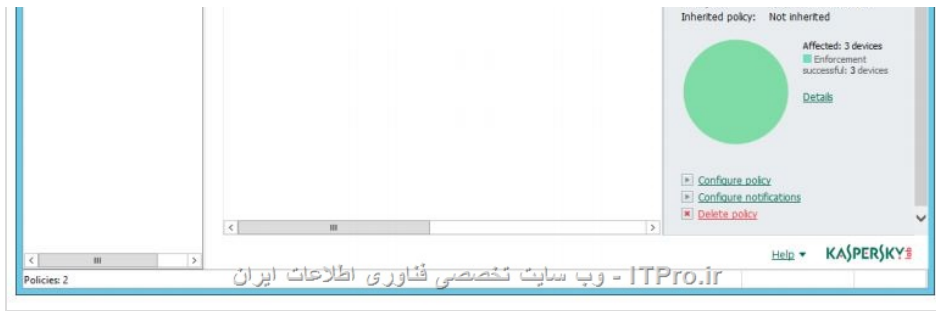 Inherited policy: Not inherited
Affected: 3 devices
Enforcement
successful: 3 devices
Details
Configure policy
Configure notifications
Delete policy
Help
KASPERSKY
Policies: 2
ITPro.ir - وب سایت تخصصی فناوری اطلاعات ایران